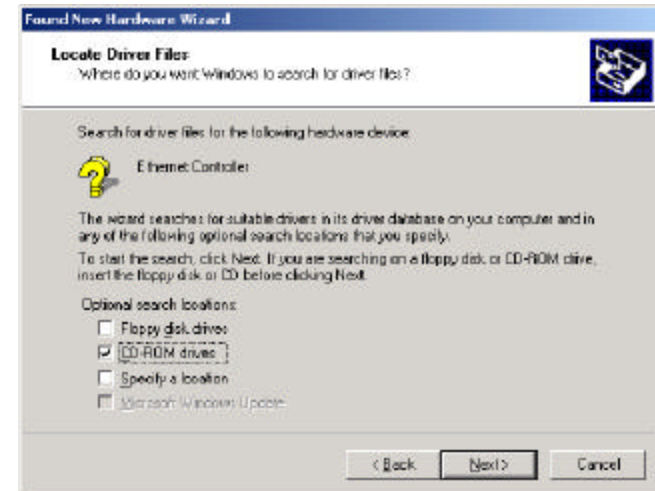 Found New Hardware Wizard
Locate Driver Files
Where do you want Windows to search for driver files?
Search for driver files for the following hardware device:
Ethernet Controller
The wizard searches for suitable drivers in its driver database on your computer and in
any of the following optional search locations that you specify.
To start the search, click Next. If you are searching on a floppy disk or CD-ROM drive,
insert the floppy disk or CD before clicking Next.
Optional search locations:
Floppy disk drives
CD-ROM drives
Specify a location
Microsoft Windows Update
< Back
Next >
Cancel